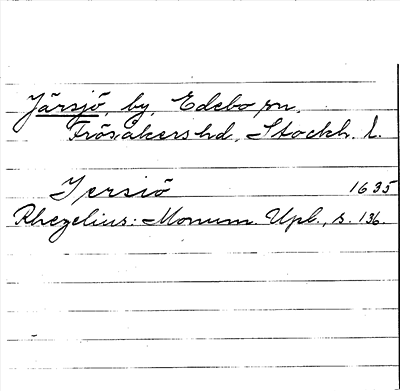 Järsjö, by, Edebo sn,
Frösåkers hd, Stockh. l.
Jersiö 1635
Rhezelius: Monum. Upl., s. 136.